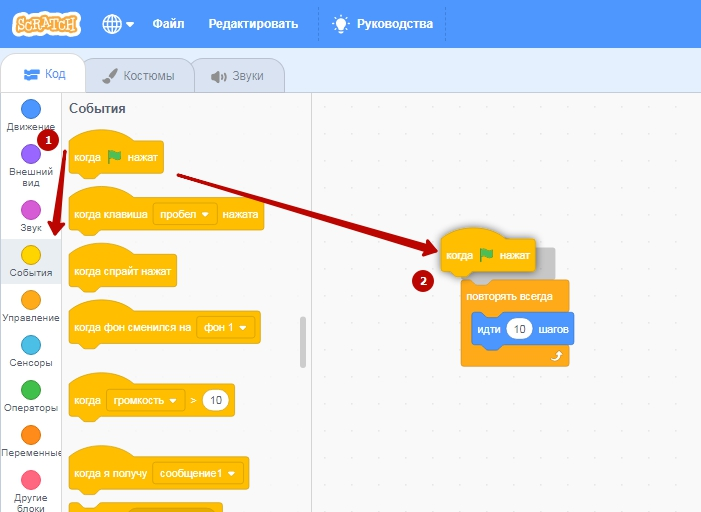 SCRATCH
Файл
Редактировать
Руководства
Код
Костюмы
Звуки
Движение
Внешний
вид
Звук
События
Управление
Сенсоры
Операторы
Переменные
Другие
блоки
События
когда нажат
когда клавиша пробел нажата
когда спрайт нажат
когда фон сменился на фон 1
когда громкость > 10
когда я получу сообщение1
1
2
когда нажат
повторять всегда
идти 10 шагов